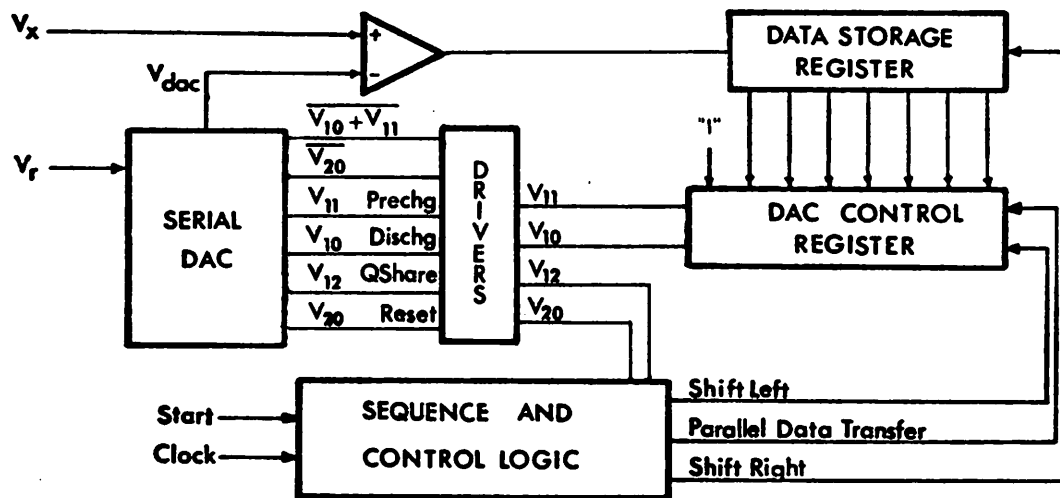 Vx
+
-
Vdac
DATA STORAGE
REGISTER
"1"
V10 + V11
V20
Vr
SERIAL
DAC
V11 Prechg
V10 Dischg
V12 QShare
V20 Reset
DRIVERS
V11
V10
V12
V20
DAC CONTROL
REGISTER
Start
Clock
SEQUENCE AND
CONTROL LOGIC
Shift Left
Parallel Data Transfer
Shift Right